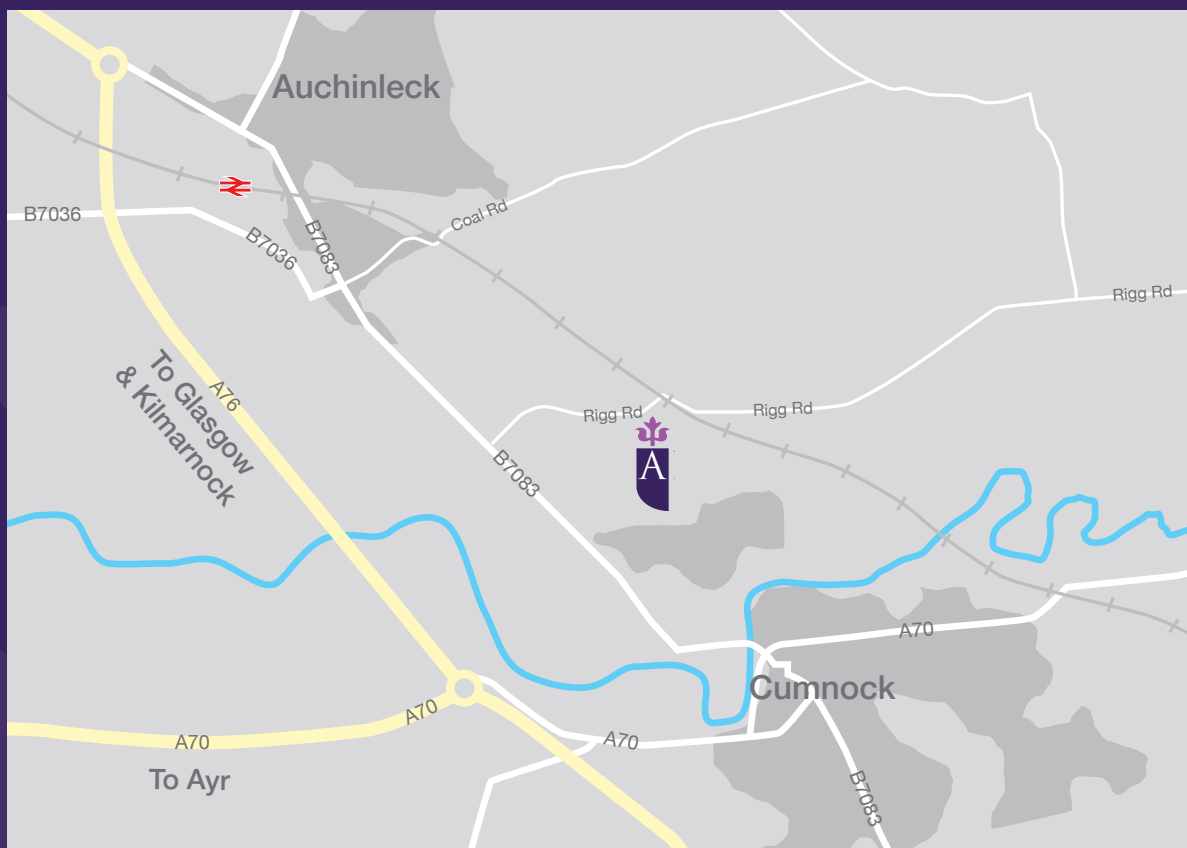 Auchinleck
Coal Rd
B7036
B7036
B7083
Rigg Rd
To Glasgow
& Kilmarnock
A76
Rigg Rd
Rigg Rd
B7083
A
A70
Cumnock
A70
A70
A70
To Ayr
B7083